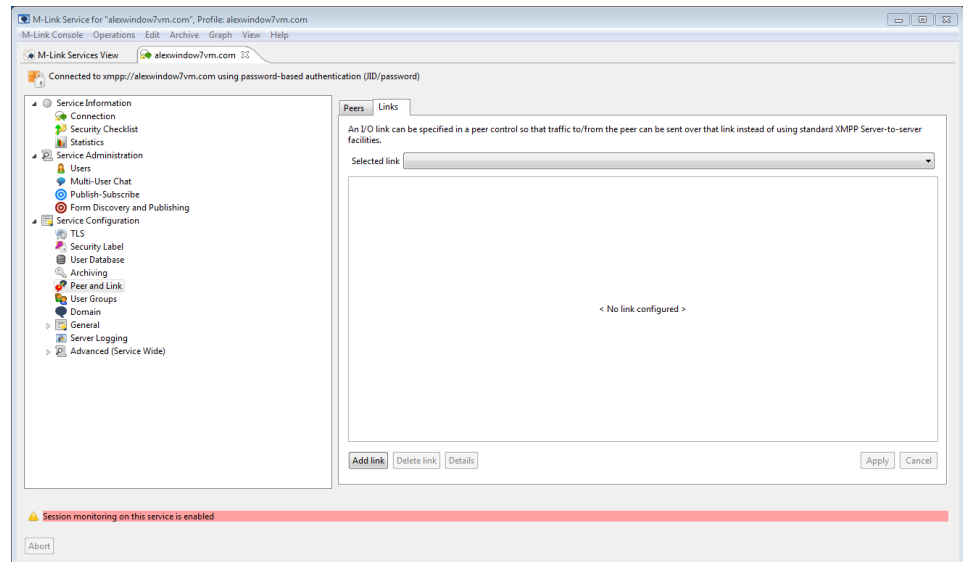 M-Link Service for "alexwindow7vm.com", Profile: alexwindow7vm.com
M-Link Console Operations Edit Archive Graph View Help
M-Link Services View alexwindow7vm.com
Connected to xmpp://alexwindow7vm.com using password-based authentication (JID/password)
Service Information
Connection
Security Checklist
Statistics
Service Administration
Users
Multi-User Chat
Publish-Subscribe
Form Discovery and Publishing
Service Configuration
TLS
Security Label
User Database
Archiving
Peer and Link
User Groups
Domain
General
Server Logging
Advanced (Service Wide)
Peers Links
An I/O link can be specified in a peer control so that traffic to/from the peer can be sent over that link instead of using standard XMPP Server-to-server
facilities.
Selected link
< No link configured >
Add link Delete link Details Apply Cancel
Session monitoring on this service is enabled
Abort